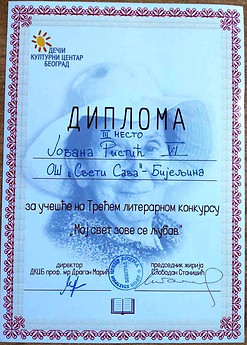 ДЕЧЈИ
КУЛТУРНИ ЦЕНТАР
БЕОГРАД
ДИПЛОМА
III МЕСТО
Јована Ристић VI
ОШ „Свети Сава"- Бијељина
за учешће на Трећем литерарном конкурсу
„Мој свет зове се љубав"
директор
ДКЦБ проф. мр Драган Марић
председник жирија
Слободан Станишић